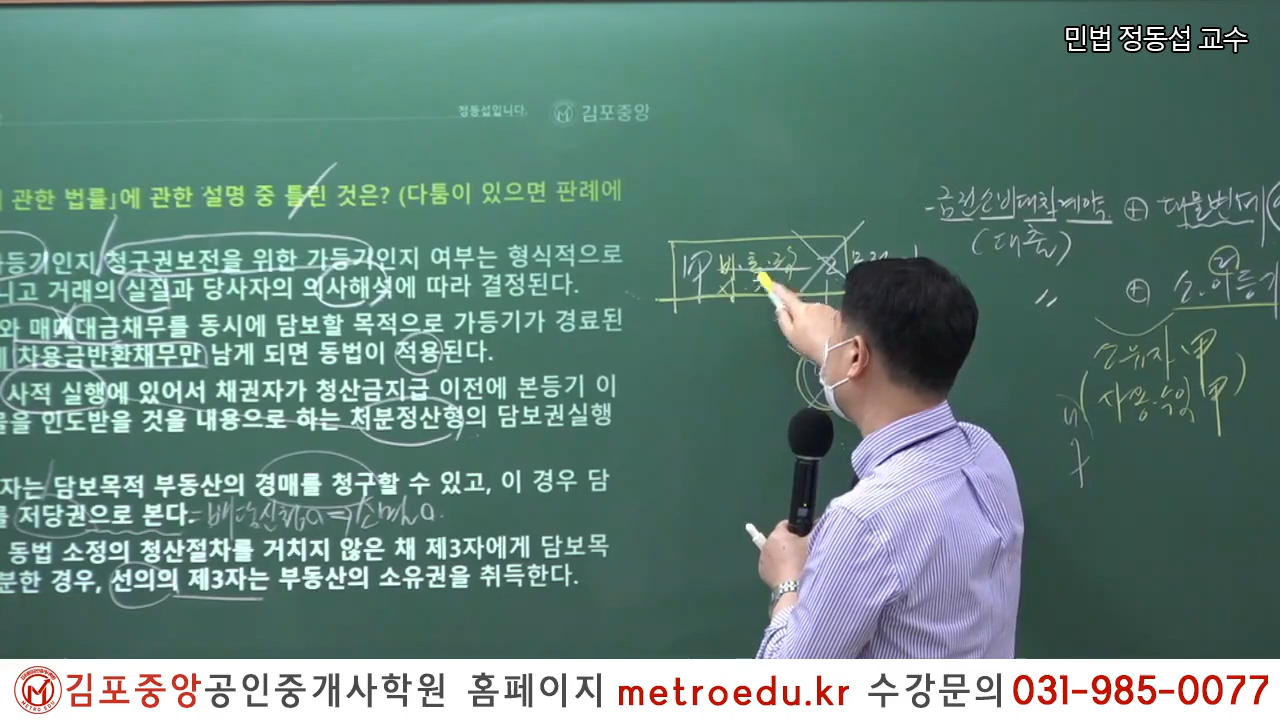 민법 정동섭 교수
정동섭입니다. 김포중앙
관한 법률」에 관한 설명 중 틀린 것은? (다툼이 있으면 판례에
가등기인지 청구권보전을 위한 가등기인지 여부는 형식적으로
니고 거래의 실질과 당사자의 의사해석에 따라 결정된다.
와 매매대금채무를 동시에 담보할 목적으로 가등기가 경료된
차용금반환채무만 남게 되면 동법이 적용된다.
사적 실행에 있어서 채권자가 청산금지급 이전에 본등기 이
물을 인도받을 것을 내용으로 하는 처분정산형의 담보권실행
자는 담보목적 부동산의 경매를 청구할 수 있고, 이 경우 담
를 저당권으로 본다.
동법 소정의 청산절차를 거치지 않은 채 제3자에게 담보목
분한 경우, 선의의 제3자는 부동산의 소유권을 취득한다.
금전소비대차계약 ⊕ 대물변제
(대출)
甲
〃 ⊕
소유자 甲
사용·수익 甲
METRO EDU
김포중앙공인중개사학원 홈페이지 metroedu.kr 수강문의 031-985-0077